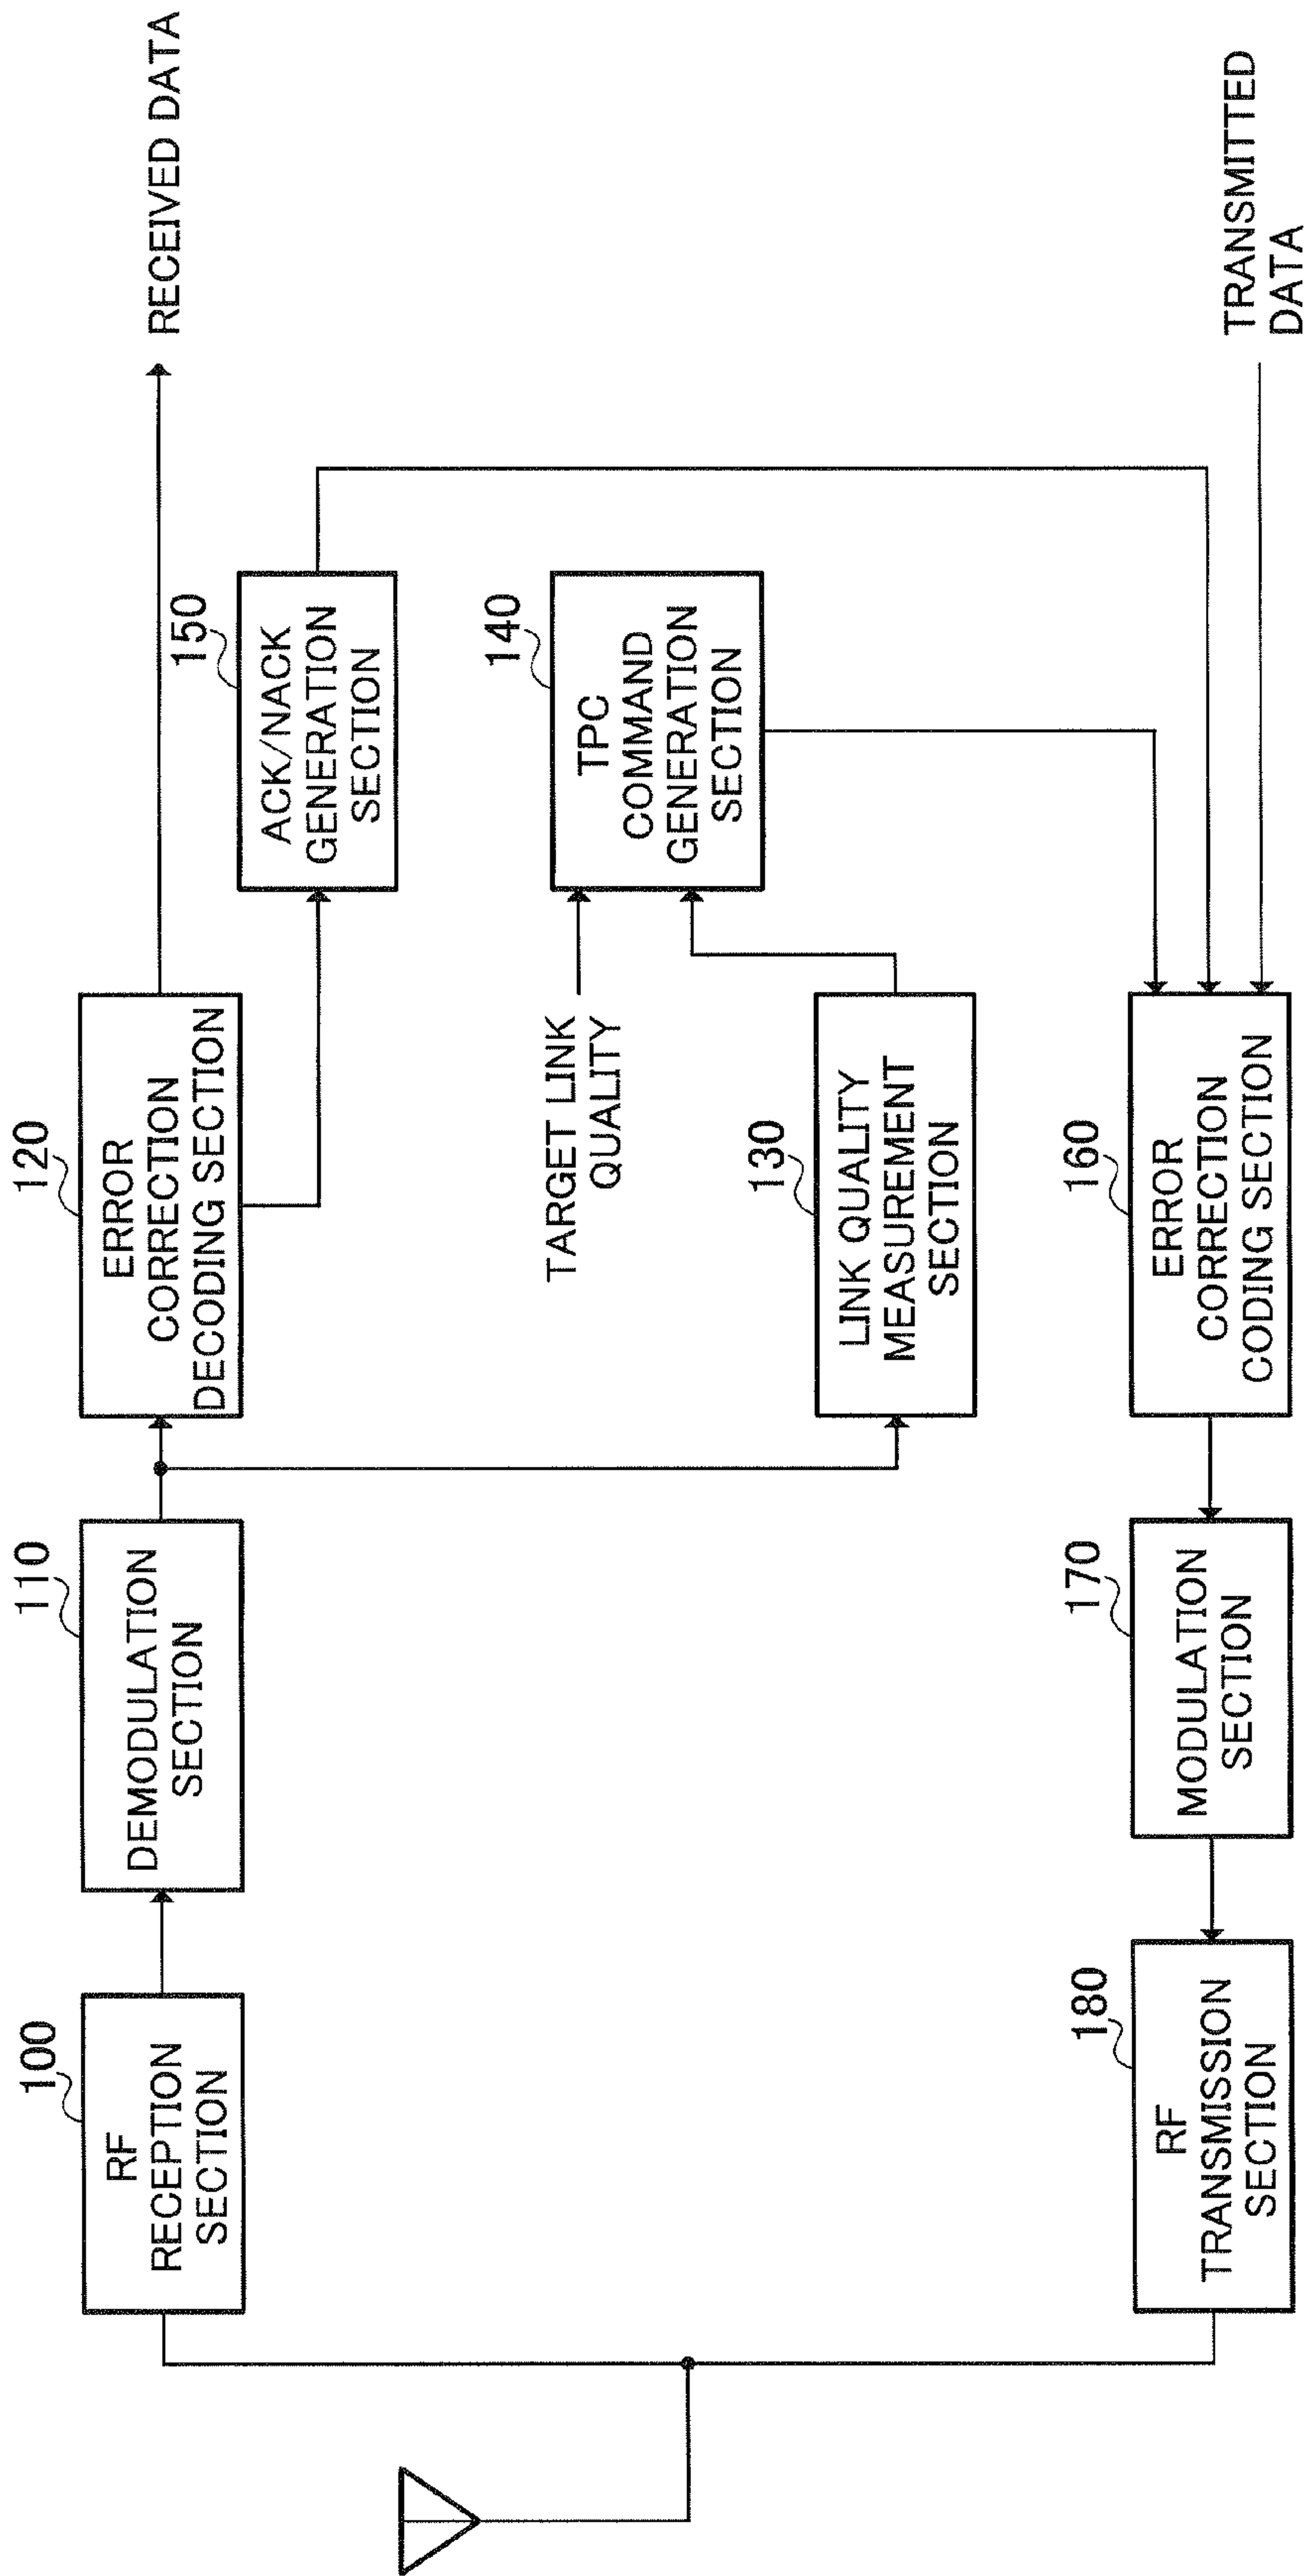 100
RF
RECEPTION
SECTION
110
DEMODULATION
SECTION
120
ERROR
CORRECTION
DECODING SECTION
RECEIVED DATA
150
ACK/NACK
GENERATION
SECTION
TARGET LINK
QUALITY
140
TPC
COMMAND
GENERATION
SECTION
130
LINK QUALITY
MEASUREMENT
SECTION
180
RF
TRANSMISSION
SECTION
170
MODULATION
SECTION
160
ERROR
CORRECTION
CODING SECTION
TRANSMITTED
DATA